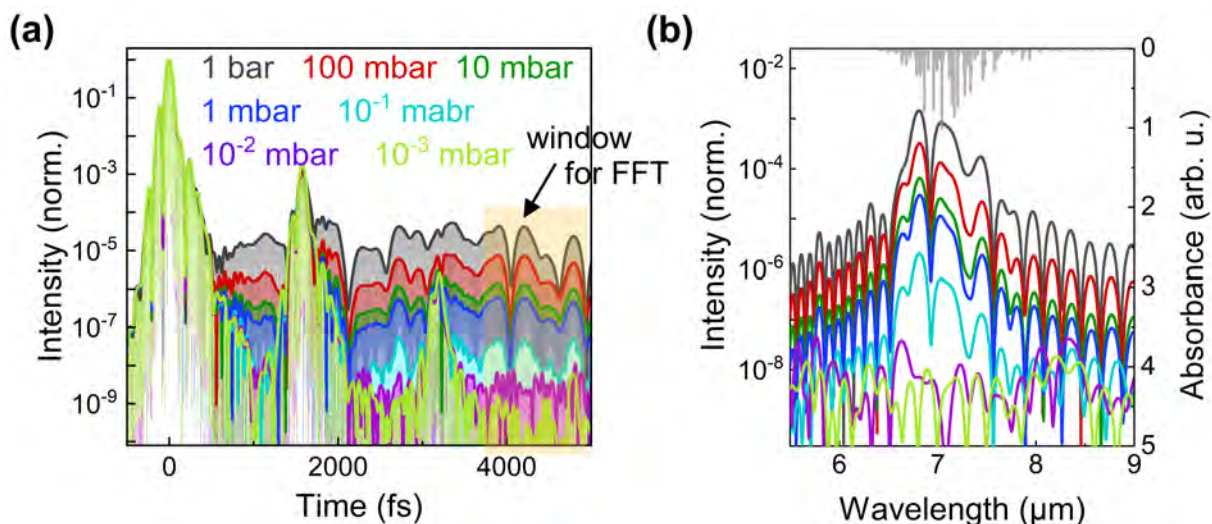 (a)
Intensity (norm.)
10⁻¹
10⁻³
10⁻⁵
10⁻⁷
10⁻⁹
1 bar 100 mbar 10 mbar
1 mbar 10⁻¹ mabr
10⁻² mbar 10⁻³ mbar
window
for FFT
0 2000 4000
Time (fs)
(b)
Intensity (norm.)
10⁻²
10⁻⁴
10⁻⁶
10⁻⁸
0
1
2
3
4
5
Absorbance (arb. u.)
6 7 8 9
Wavelength (µm)